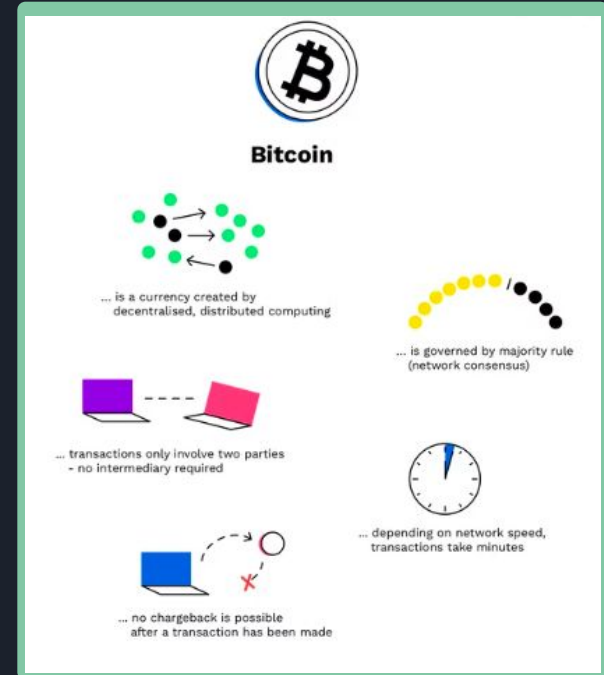 Bitcoin
... is a currency created by
decentralised, distributed computing
... is governed by majority rule
(network consensus)
... transactions only involve two parties
- no intermediary required
... depending on network speed,
transactions take minutes
... no chargeback is possible
after a transaction has been made